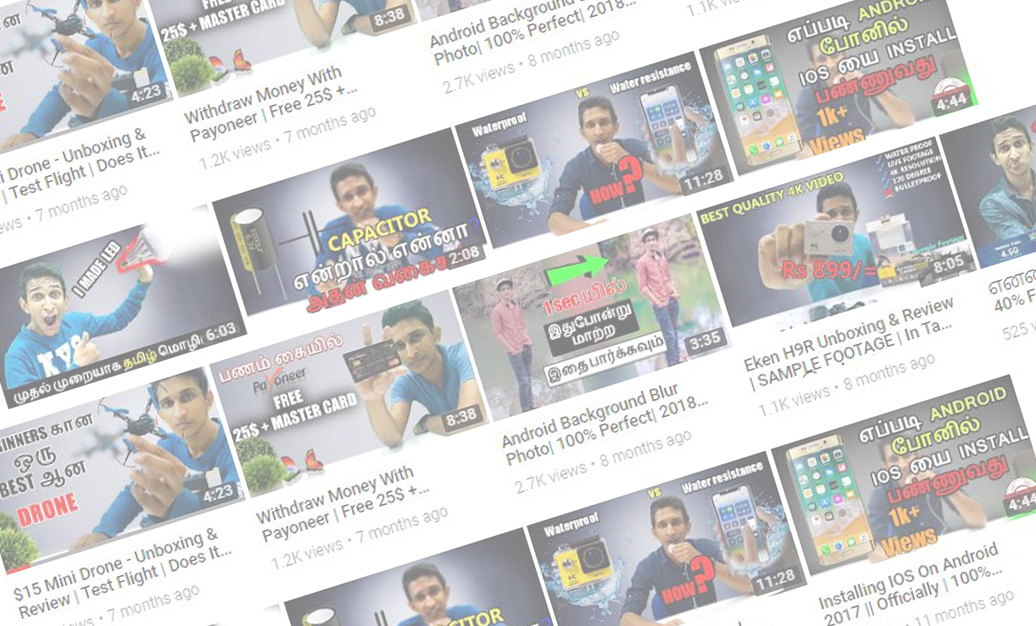 25$ + MASTER CARD
8:38
Android Background Blur
Photo| 100% Perfect| 2018...
2.7K views • 8 months ago
1.1K vie
4:23
Withdraw Money With
Payoneer | Free 25$ +...
1.2K views • 7 months ago
எப்படி ANDROID
போனில்
IOS யை INSTALL
பண்ணுவது
1k+
Views
4:44
i Drone - Unboxing &
| Test Flight | Does It...
ews • 7 months ago
Waterproof
VS
Water resistance
HOW?
11:28
CAPACITOR
என்றால் என்னா
அதன் வகைகள்
2:08
BEST QUALITY 4K VIDEO
WATER PROOF
LIVE FOOTAGE
4K RESOLUTION
170 DEGREE
BULLETPROOF
Rs 899/=
8:05
I MADE LED
முதல் முறையாக தமிழ் மொழி
6:03
பணம் கையில்
Payoneer
FREE
25$ + MASTER CARD
8:38
1sec யில்
இதுபோன்று
மாற்ற
இதை பார்க்கவும்
3:35
Eken H9R Unboxing & Review
| SAMPLE FOOTAGE | In Ta...
1.1K views • 8 months ago
40% F
525 v
GINNERS கான
ஒரு
BEST ஆன
DRONE
4:23
Withdraw Money With
Payoneer | Free 25$ +...
1.2K views • 7 months ago
Android Background Blur
Photo| 100% Perfect| 2018...
2.7K views • 8 months ago
எப்படி ANDROID
போனில்
IOS யை INSTALL
பண்ணுவது
1k+
Views
4:44
$15 Mini Drone - Unboxing &
Review | Test Flight | Does It...
ews • 7 months ago
CITOR
Waterproof
VS
Water resistance
HOW?
11:28
Installing IOS On Android
2017 || Officially | 100%...
ws • 11 months ago